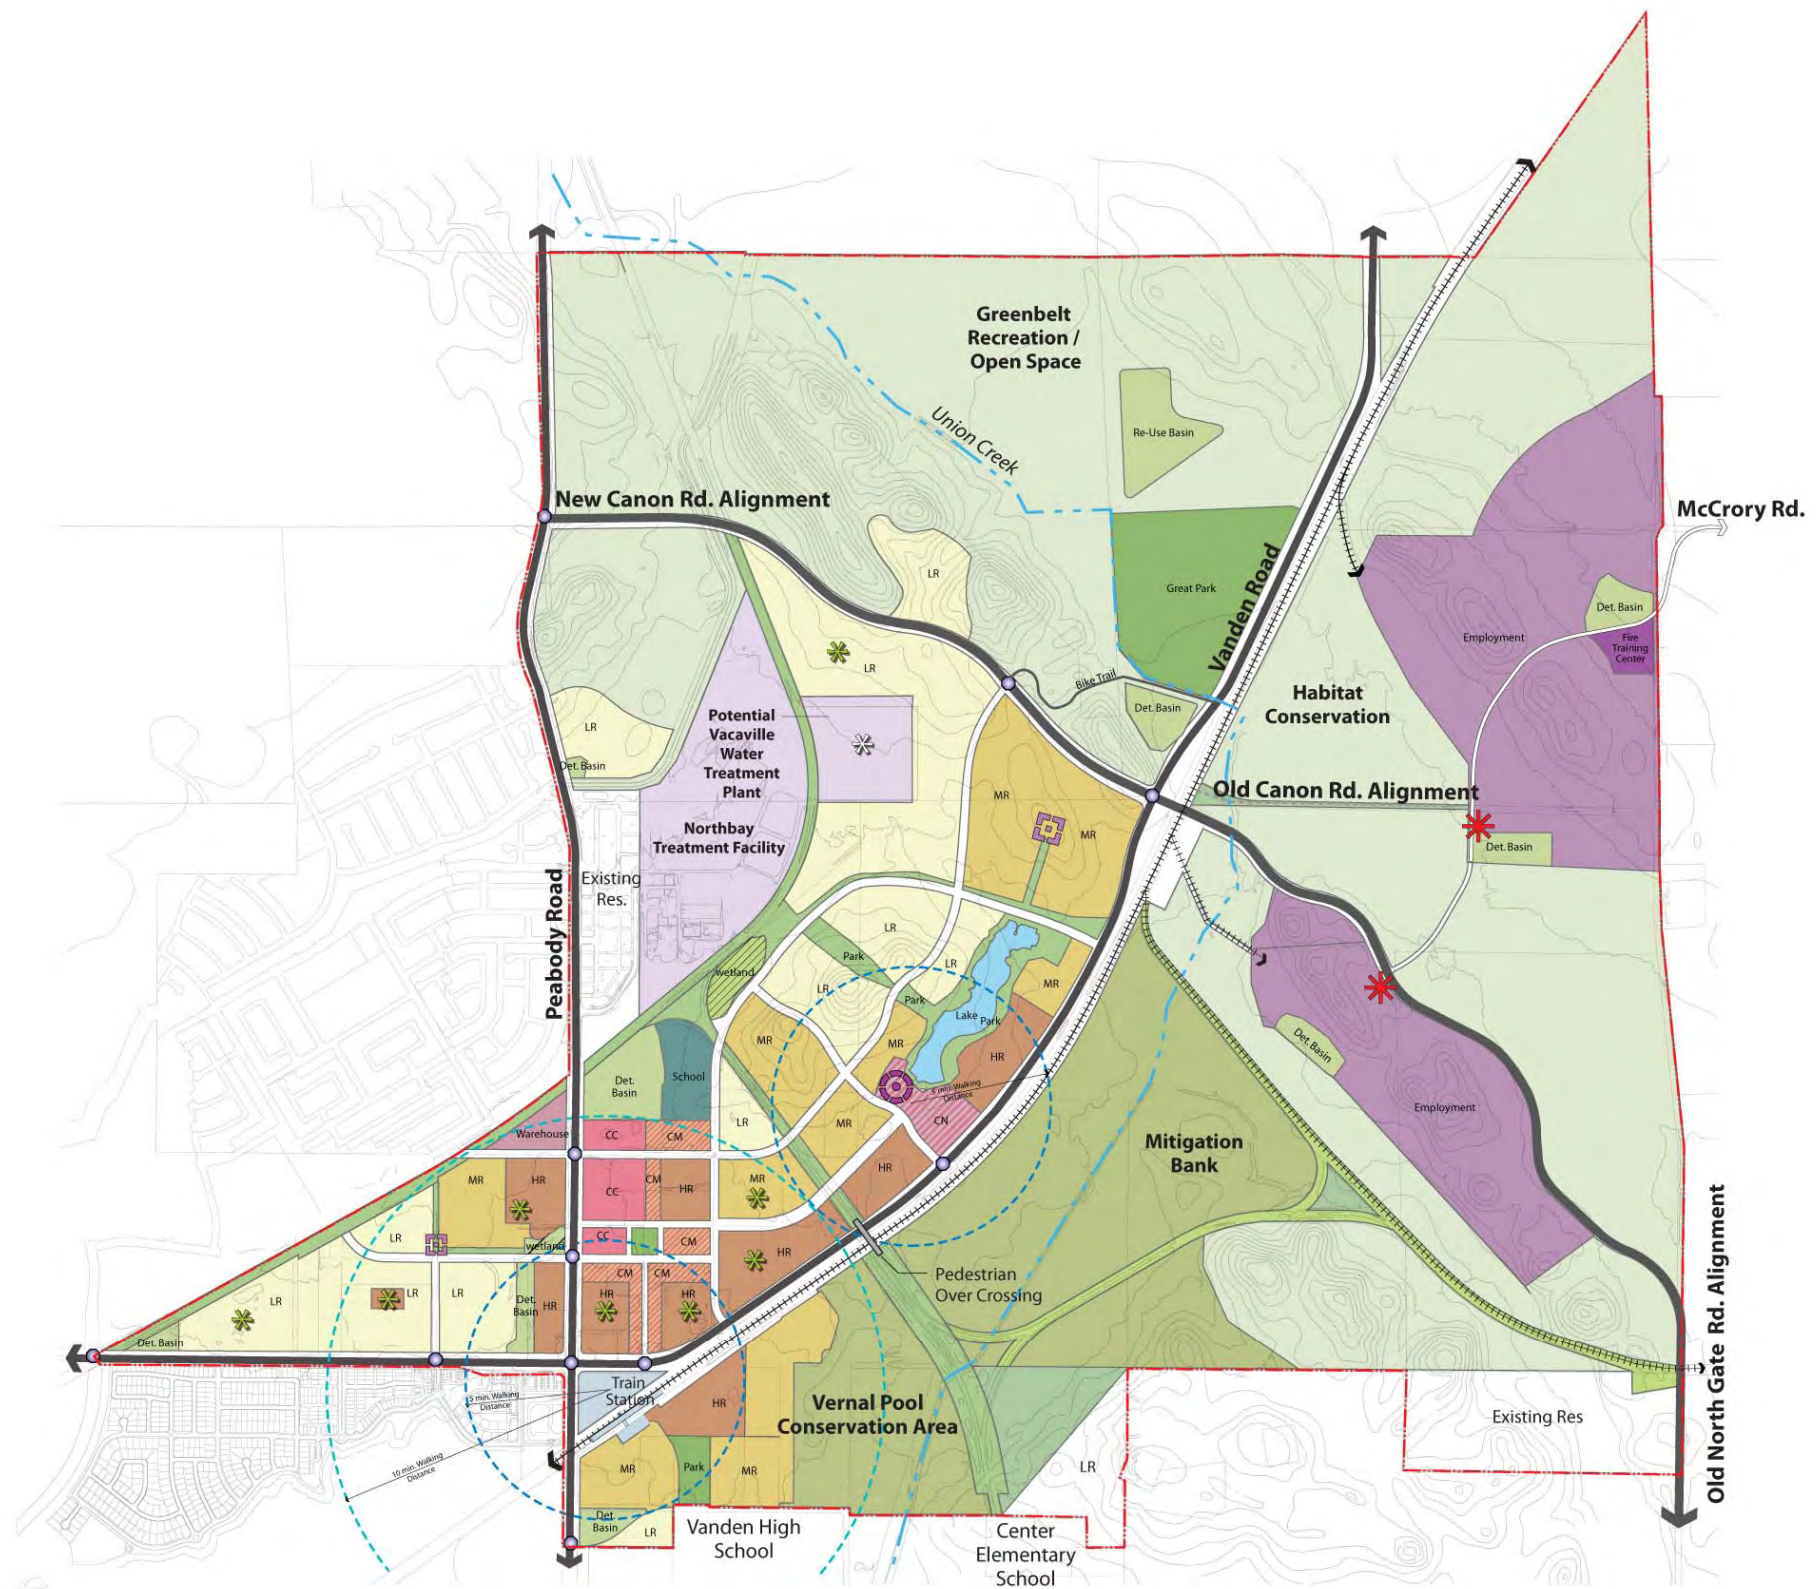 Greenbelt
Recreation /
Open Space
Union Creek
Re-Use Basin
New Canon Rd. Alignment
McCrory Rd.
LR
Great Park
Vanden Road
Det. Basin
Employment
Fire
Training
Center
LR
Bike Trail
Habitat
Conservation
Det. Basin
LR
Det. Basin
Potential
Vacaville
Water
Treatment
Plant
Northbay
Treatment Facility
MR
MR
Old Canon Rd. Alignment
Det. Basin
Existing
Res.
Peabody Road
LR
Park
LR
LR
wetland
Park
Lake
Park
MR
Det. Basin
MR
MR
HR
Det.
Basin
School
5 min. Walking
Distance
Employment
LR
MR
CN
Warehouse
CC
CM
Mitigation
Bank
HR
MR
HR
CC
CM
HR
MR
LR
wetland
CC
CM
HR
Pedestrian
Over Crossing
Old North Gate Rd. Alignment
CM
CM
LR
LR
LR
Det.
Basin
HR
HR
HR
Det. Basin
Train
Station
5 min. Walking
Distance
HR
Vernal Pool
Conservation Area
Existing Res
10 min. Walking
Distance
MR
Park
MR
LR
Det.
Basin
LR
Vanden High
School
Center
Elementary
School